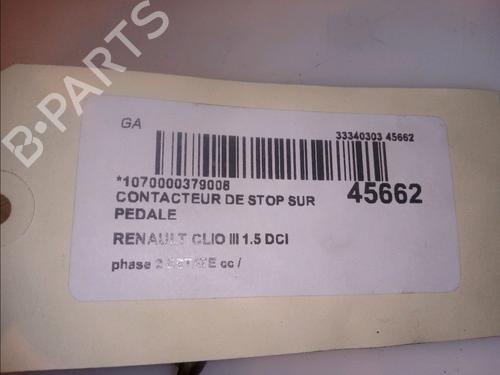 GA
33340303 45662
*1070000379008
45662
CONTACTEUR DE STOP SUR
PEDALE
RENAULT CLIO III 1.5 DCI
phase 2 cc /
B-PARTS